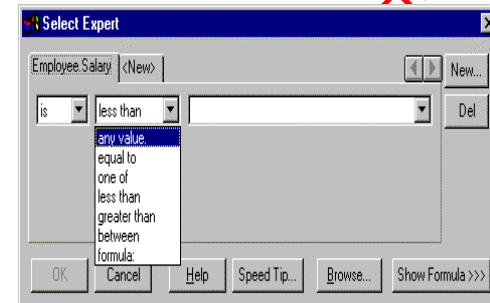 Select Expert
Employee.Salary <New>
New...
is less than
Del
any value.
equal to
one of
less than
greater than
between
formula:
OK Cancel Help Speed Tip... Browse... Show Formula >>>